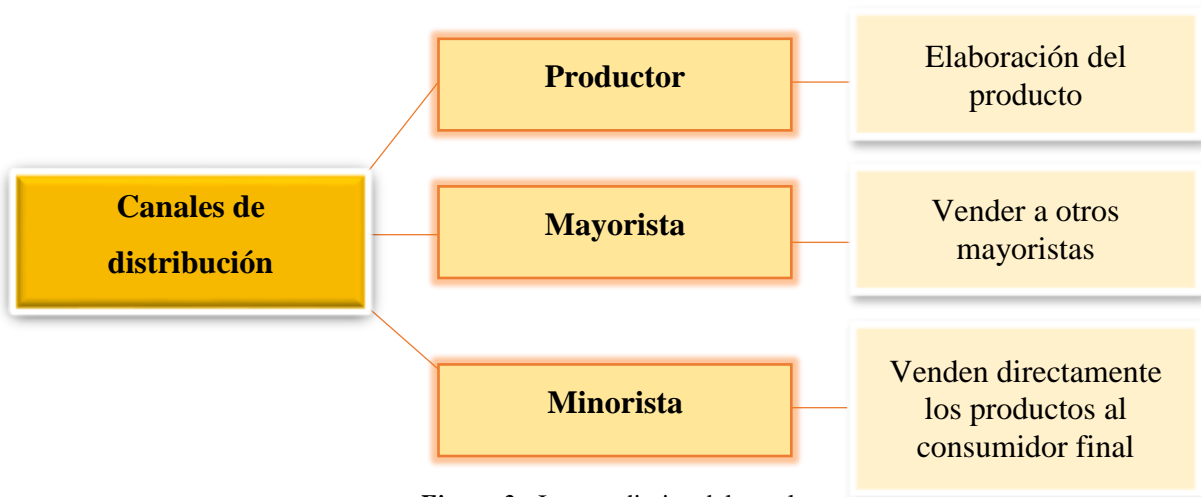 Canales de
distribución
Productor
Elaboración del
producto
Mayorista
Vender a otros
mayoristas
Minorista
Venden directamente
los productos al
consumidor final